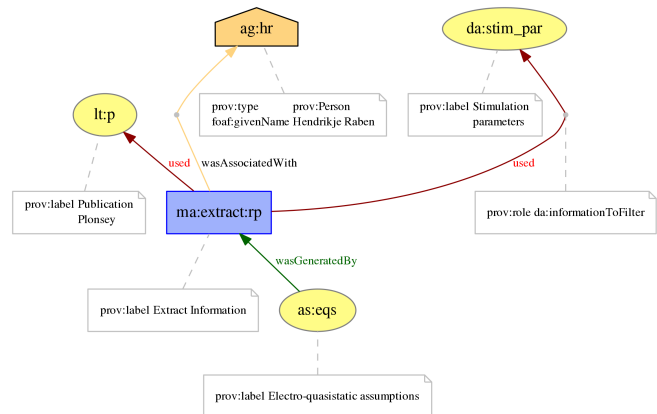 ag:hr
da:stim_par
prov:type prov:Person
foaf:givenName Hendrikje Raben
prov:label Stimulation
parameters
lt:p
used
wasAssociatedWith
used
prov:label Publication
Plonsey
ma:extract:rp
prov:role da:informationToFilter
wasGeneratedBy
prov:label Extract Information
as:eqs
prov:label Electro-quasistatic assumptions